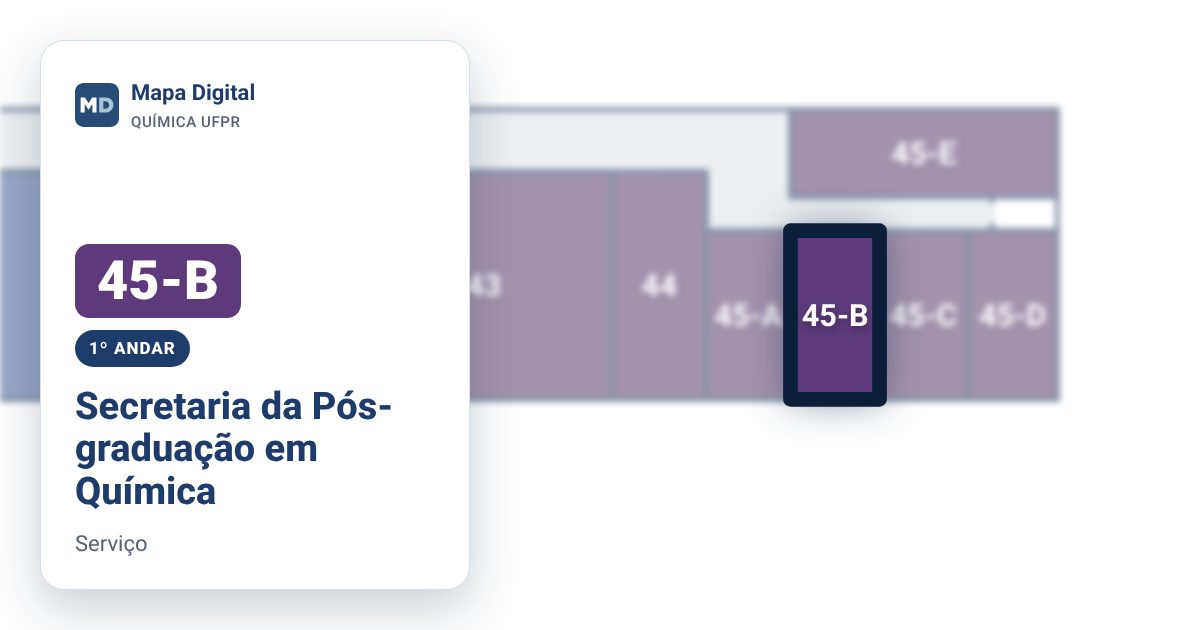 MD
Mapa Digital
QUÍMICA UFPR
45-B
1º ANDAR
Secretaria da Pós-
graduação em
Química
Serviço
45-E
43
44
45-A
45-B
45-C
45-D